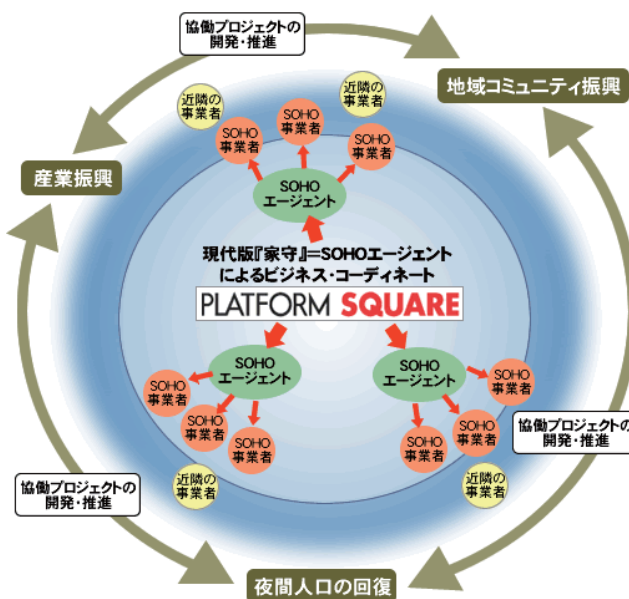 協働プロジェクトの
開発・推進
地域コミュニティ振興
産業振興
近隣の
事業者
近隣の
事業者
SOHO
事業者
SOHO
事業者
SOHO
事業者
SOHO
エージェント
現代版『家守』=SOHOエージェント
によるビジネス・コーディネート
PLATFORM SQUARE
SOHO
エージェント
SOHO
エージェント
SOHO
事業者
SOHO
事業者
SOHO
事業者
SOHO
事業者
SOHO
事業者
SOHO
事業者
協働プロジェクトの
開発・推進
近隣の
事業者
近隣の
事業者
協働プロジェクトの
開発・推進
夜間人口の回復